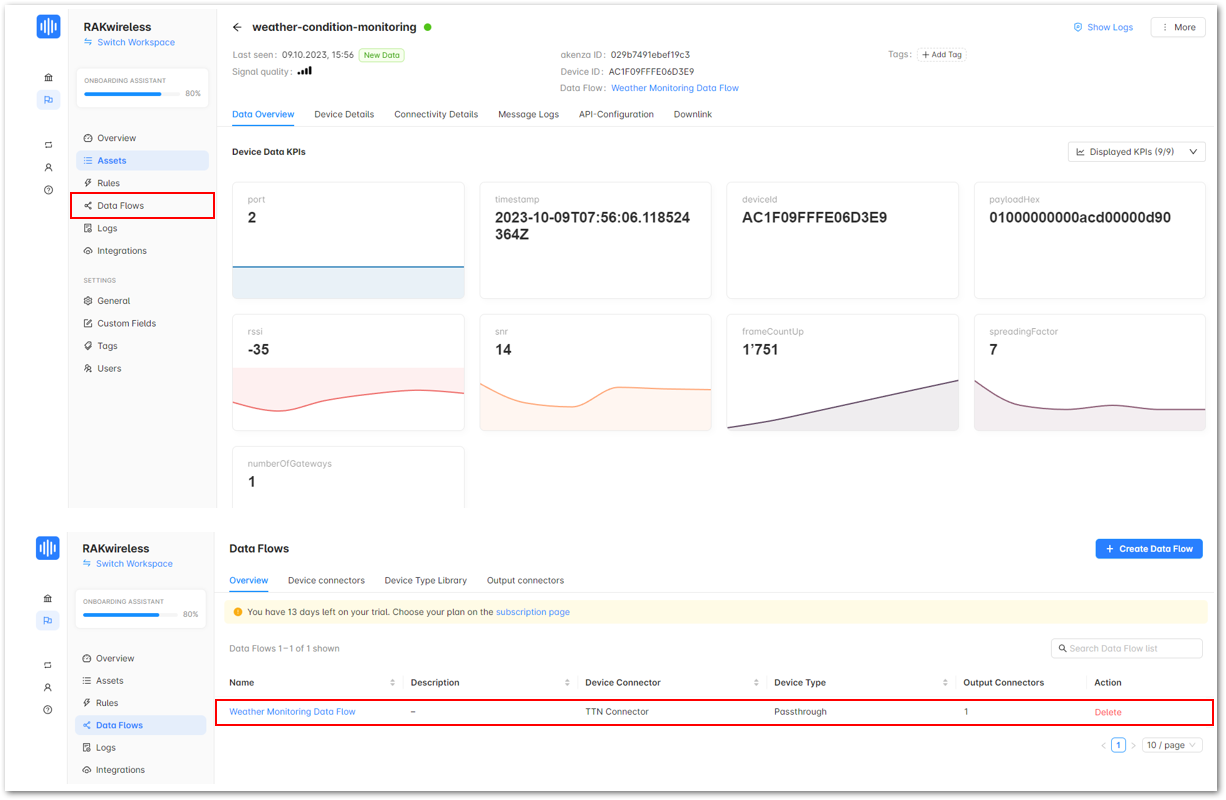 RAKwireless
Switch Workspace
ONBOARDING ASSISTANT
80%
Overview
Assets
Rules
Data Flows
Logs
Integrations
SETTINGS
General
Custom Fields
Tags
Users
weather-condition-monitoring
Show Logs
More
Last seen: 09.10.2023, 15:56 New Data
Signal quality:
akenza ID: 029b7491ebef19c3
Device ID: AC1F09FFFE06D3E9
Data Flow: Weather Monitoring Data Flow
Tags: + Add Tag
Data Overview Device Details Connectivity Details Message Logs API-Configuration Downlink
Device Data KPIs
Displayed KPIs (9/9)
port
2
timestamp
2023-10-09T07:56:06.118524
364Z
deviceId
AC1F09FFFE06D3E9
payloadHex
01000000000acd00000d90
rssi
-35
snr
14
frameCountUp
1’751
spreadingFactor
7
numberOfGateways
1
RAKwireless
Switch Workspace
ONBOARDING ASSISTANT
80%
Overview
Assets
Rules
Data Flows
Logs
Integrations
Data Flows
+ Create Data Flow
Overview Device connectors Device Type Library Output connectors
You have 13 days left on your trial. Choose your plan on the subscription page
Data Flows 1–1 of 1 shown
Search Data Flow list
Name Description Device Connector Device Type Output Connectors Action
Weather Monitoring Data Flow – TTN Connector Passthrough 1 Delete
< 1 > 10 / page